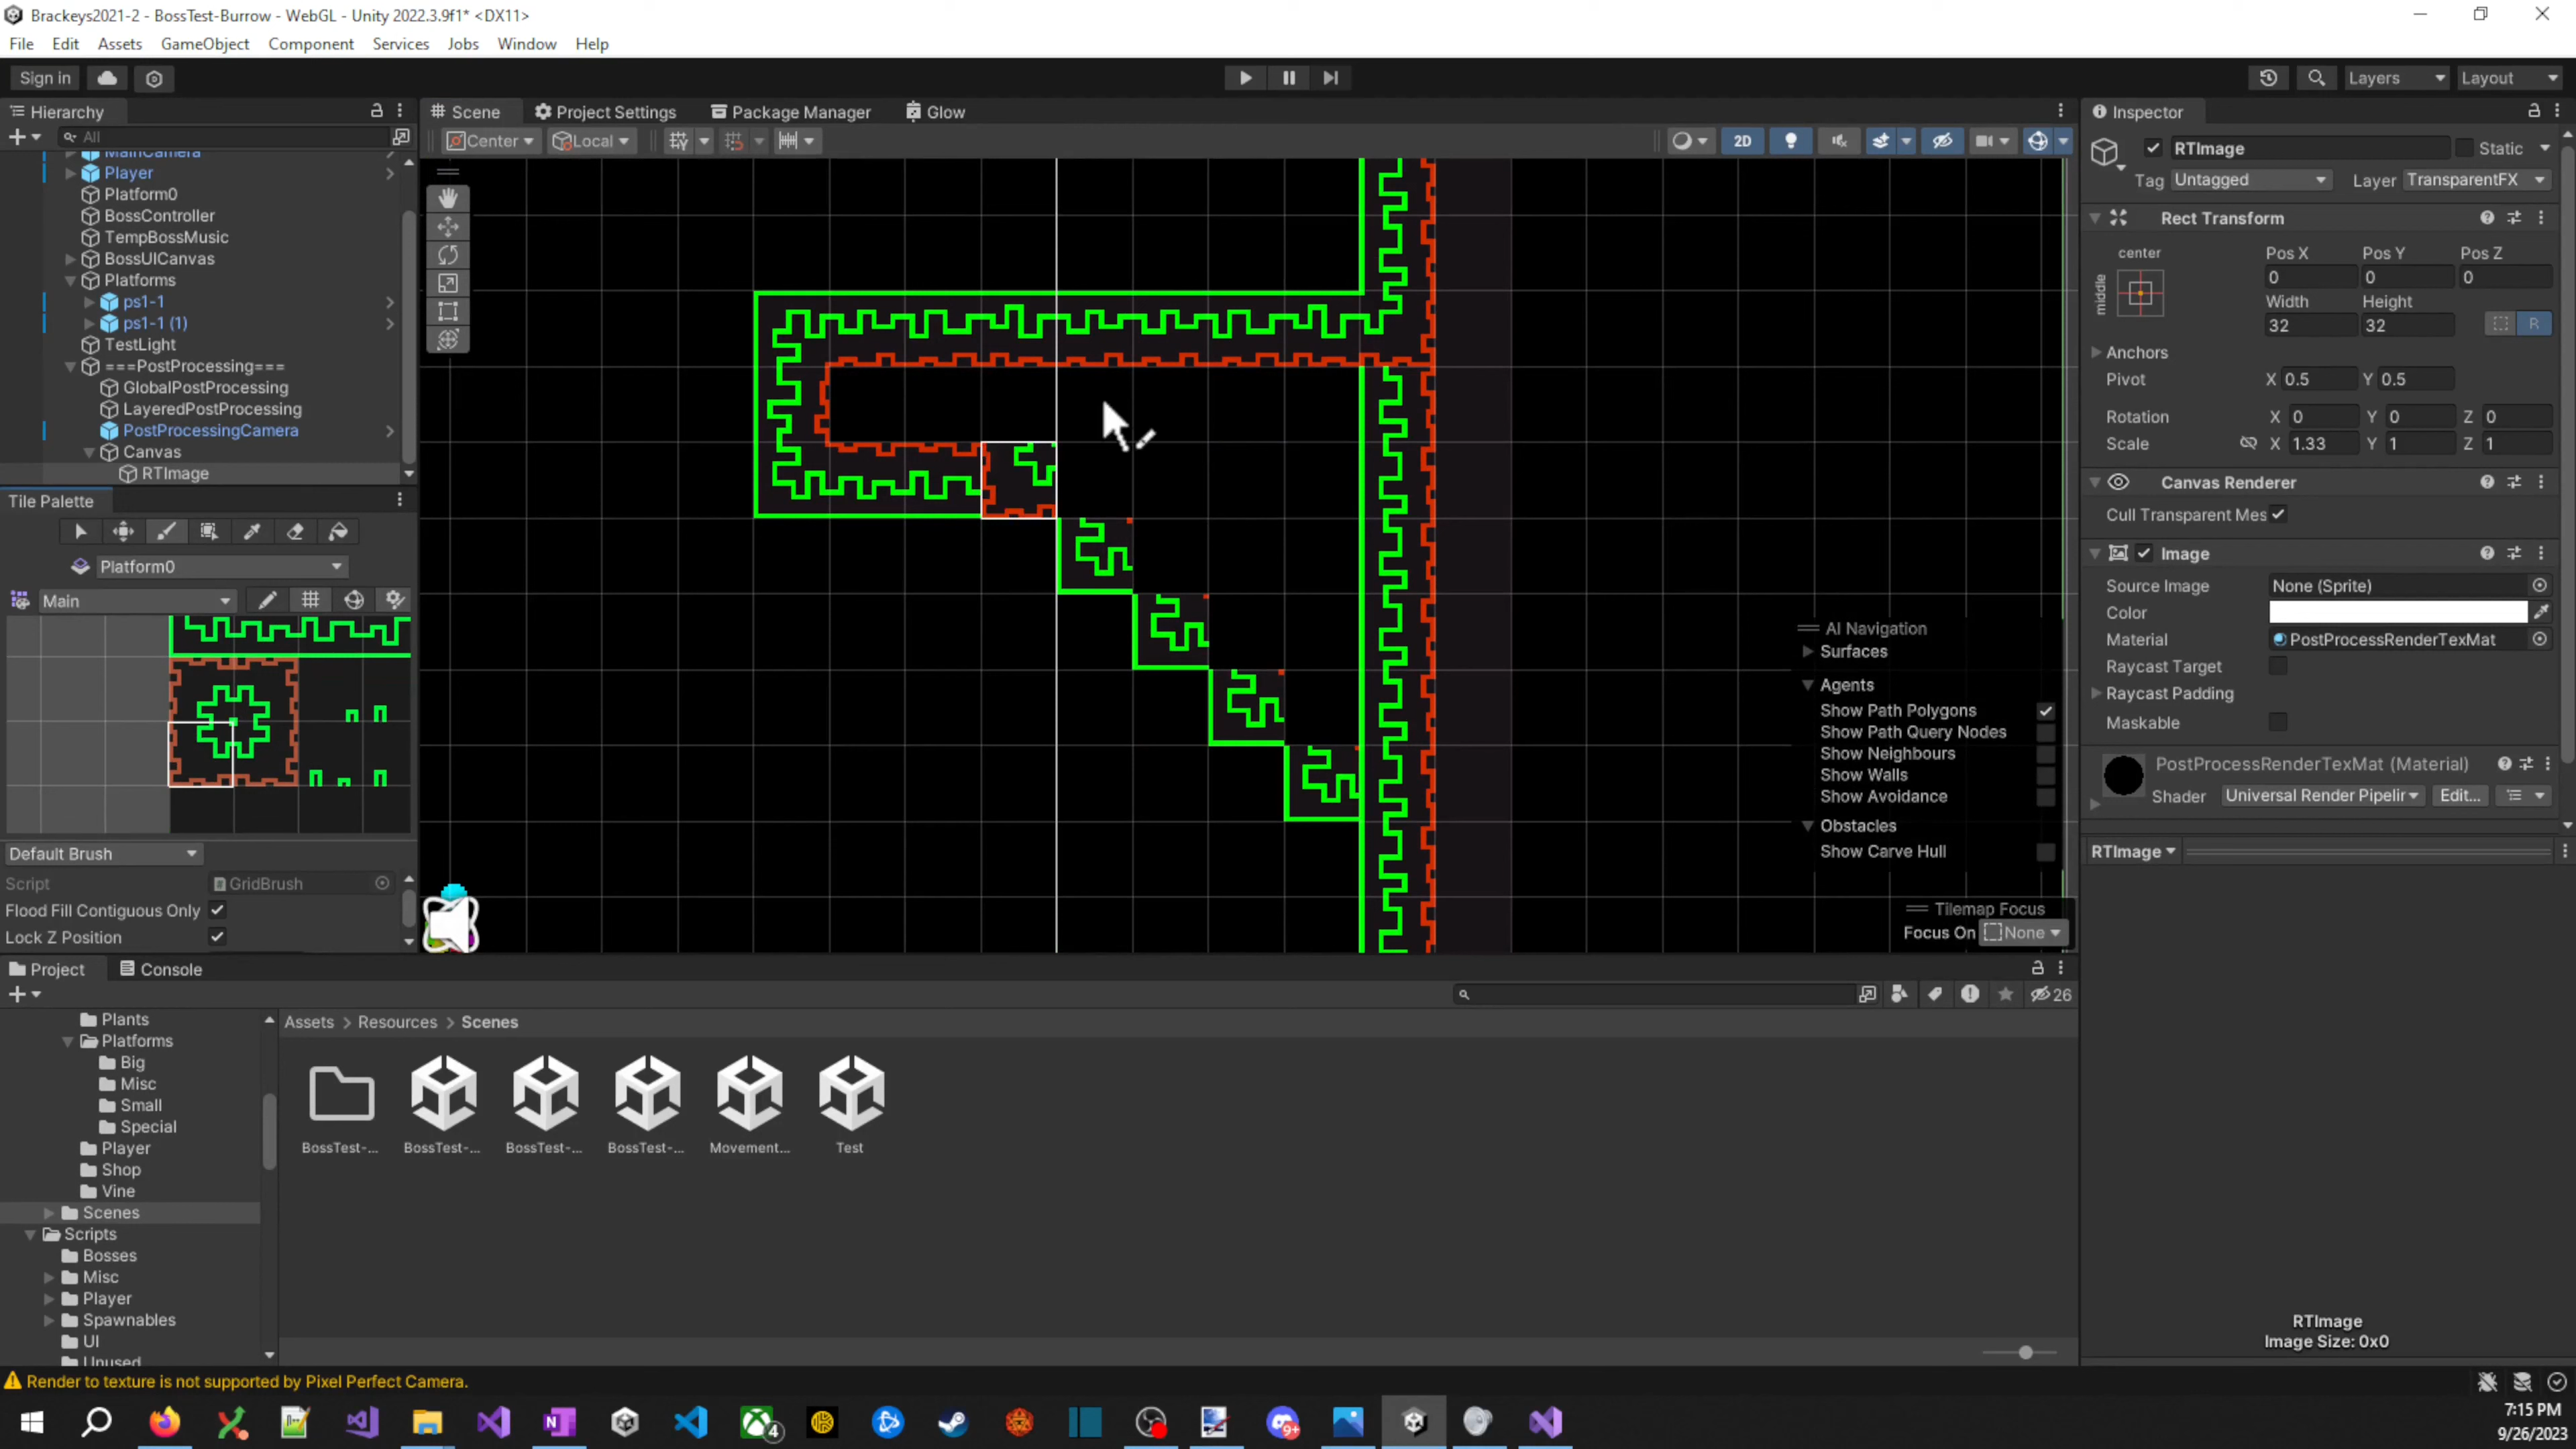 Brackeys2021-2 - BossTest-Burrow - WebGL - Unity 2022.3.9f1* <DX11>
File Edit Assets GameObject Component Services Jobs Window Help
Sign in
Layers
Layout
Hierarchy
All
MainCamera
Player
Platform0
BossController
TempBossMusic
BossUICanvas
Platforms
ps1-1
ps1-1 (1)
TestLight
===PostProcessing===
GlobalPostProcessing
LayeredPostProcessing
PostProcessingCamera
Canvas
RTImage
Tile Palette
Platform0
Main
Default Brush
Script GridBrush
Flood Fill Contiguous Only
Lock Z Position
Scene Project Settings Package Manager Glow
Center Local 2D
AI Navigation
Surfaces
Agents
Show Path Polygons
Show Path Query Nodes
Show Neighbours
Show Walls
Show Avoidance
Obstacles
Show Carve Hull
Tilemap Focus
Focus On None
Inspector
RTImage Static
Tag Untagged Layer TransparentFX
Rect Transform
center
middle
Pos X Pos Y Pos Z
0 0 0
Width Height
32 32
R
Anchors
Pivot X 0.5 Y 0.5
Rotation X 0 Y 0 Z 0
Scale X 1.33 Y 1 Z 1
Canvas Renderer
Cull Transparent Mes
Image
Source Image None (Sprite)
Color
Material PostProcessRenderTexMat
Raycast Target
Raycast Padding
Maskable
PostProcessRenderTexMat (Material)
Shader Universal Render Pipelir Edit...
RTImage
RTImage
Image Size: 0x0
Project Console
26
Plants
Platforms
Big
Misc
Small
Special
Player
Shop
Vine
Scenes
Scripts
Bosses
Misc
Player
Spawnables
UI
Unused
Assets > Resources > Scenes
BossTest-... BossTest-... BossTest-... BossTest-... Movement... Test
Render to texture is not supported by Pixel Perfect Camera.
4
9+
7:15 PM
9/26/2023